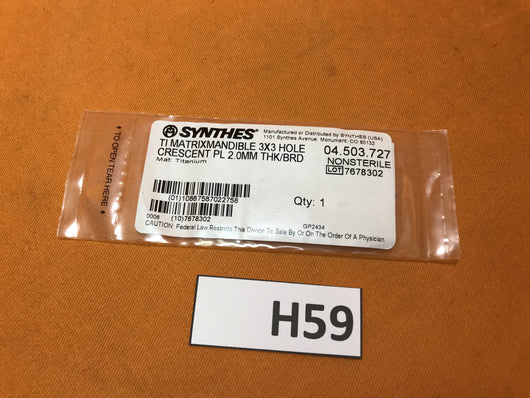 SYNTHES®
Manufactured or Distributed by SYNTHES (USA)
1101 Synthes Avenue, Monument, CO 80132
TI MATRIXMANDIBLE 3X3 HOLE
CRESCENT PL 2.0MM THK/BRD
Mat: Titanium
04.503.727
NONSTERILE
LOT 7678302
(01)10887587022758
Qty: 1
0006
(10)7678302
GP2434
CAUTION: Federal Law Restricts This Device To Sale By Or On The Order Of A Physician.
TO OPEN TEAR HERE
H59